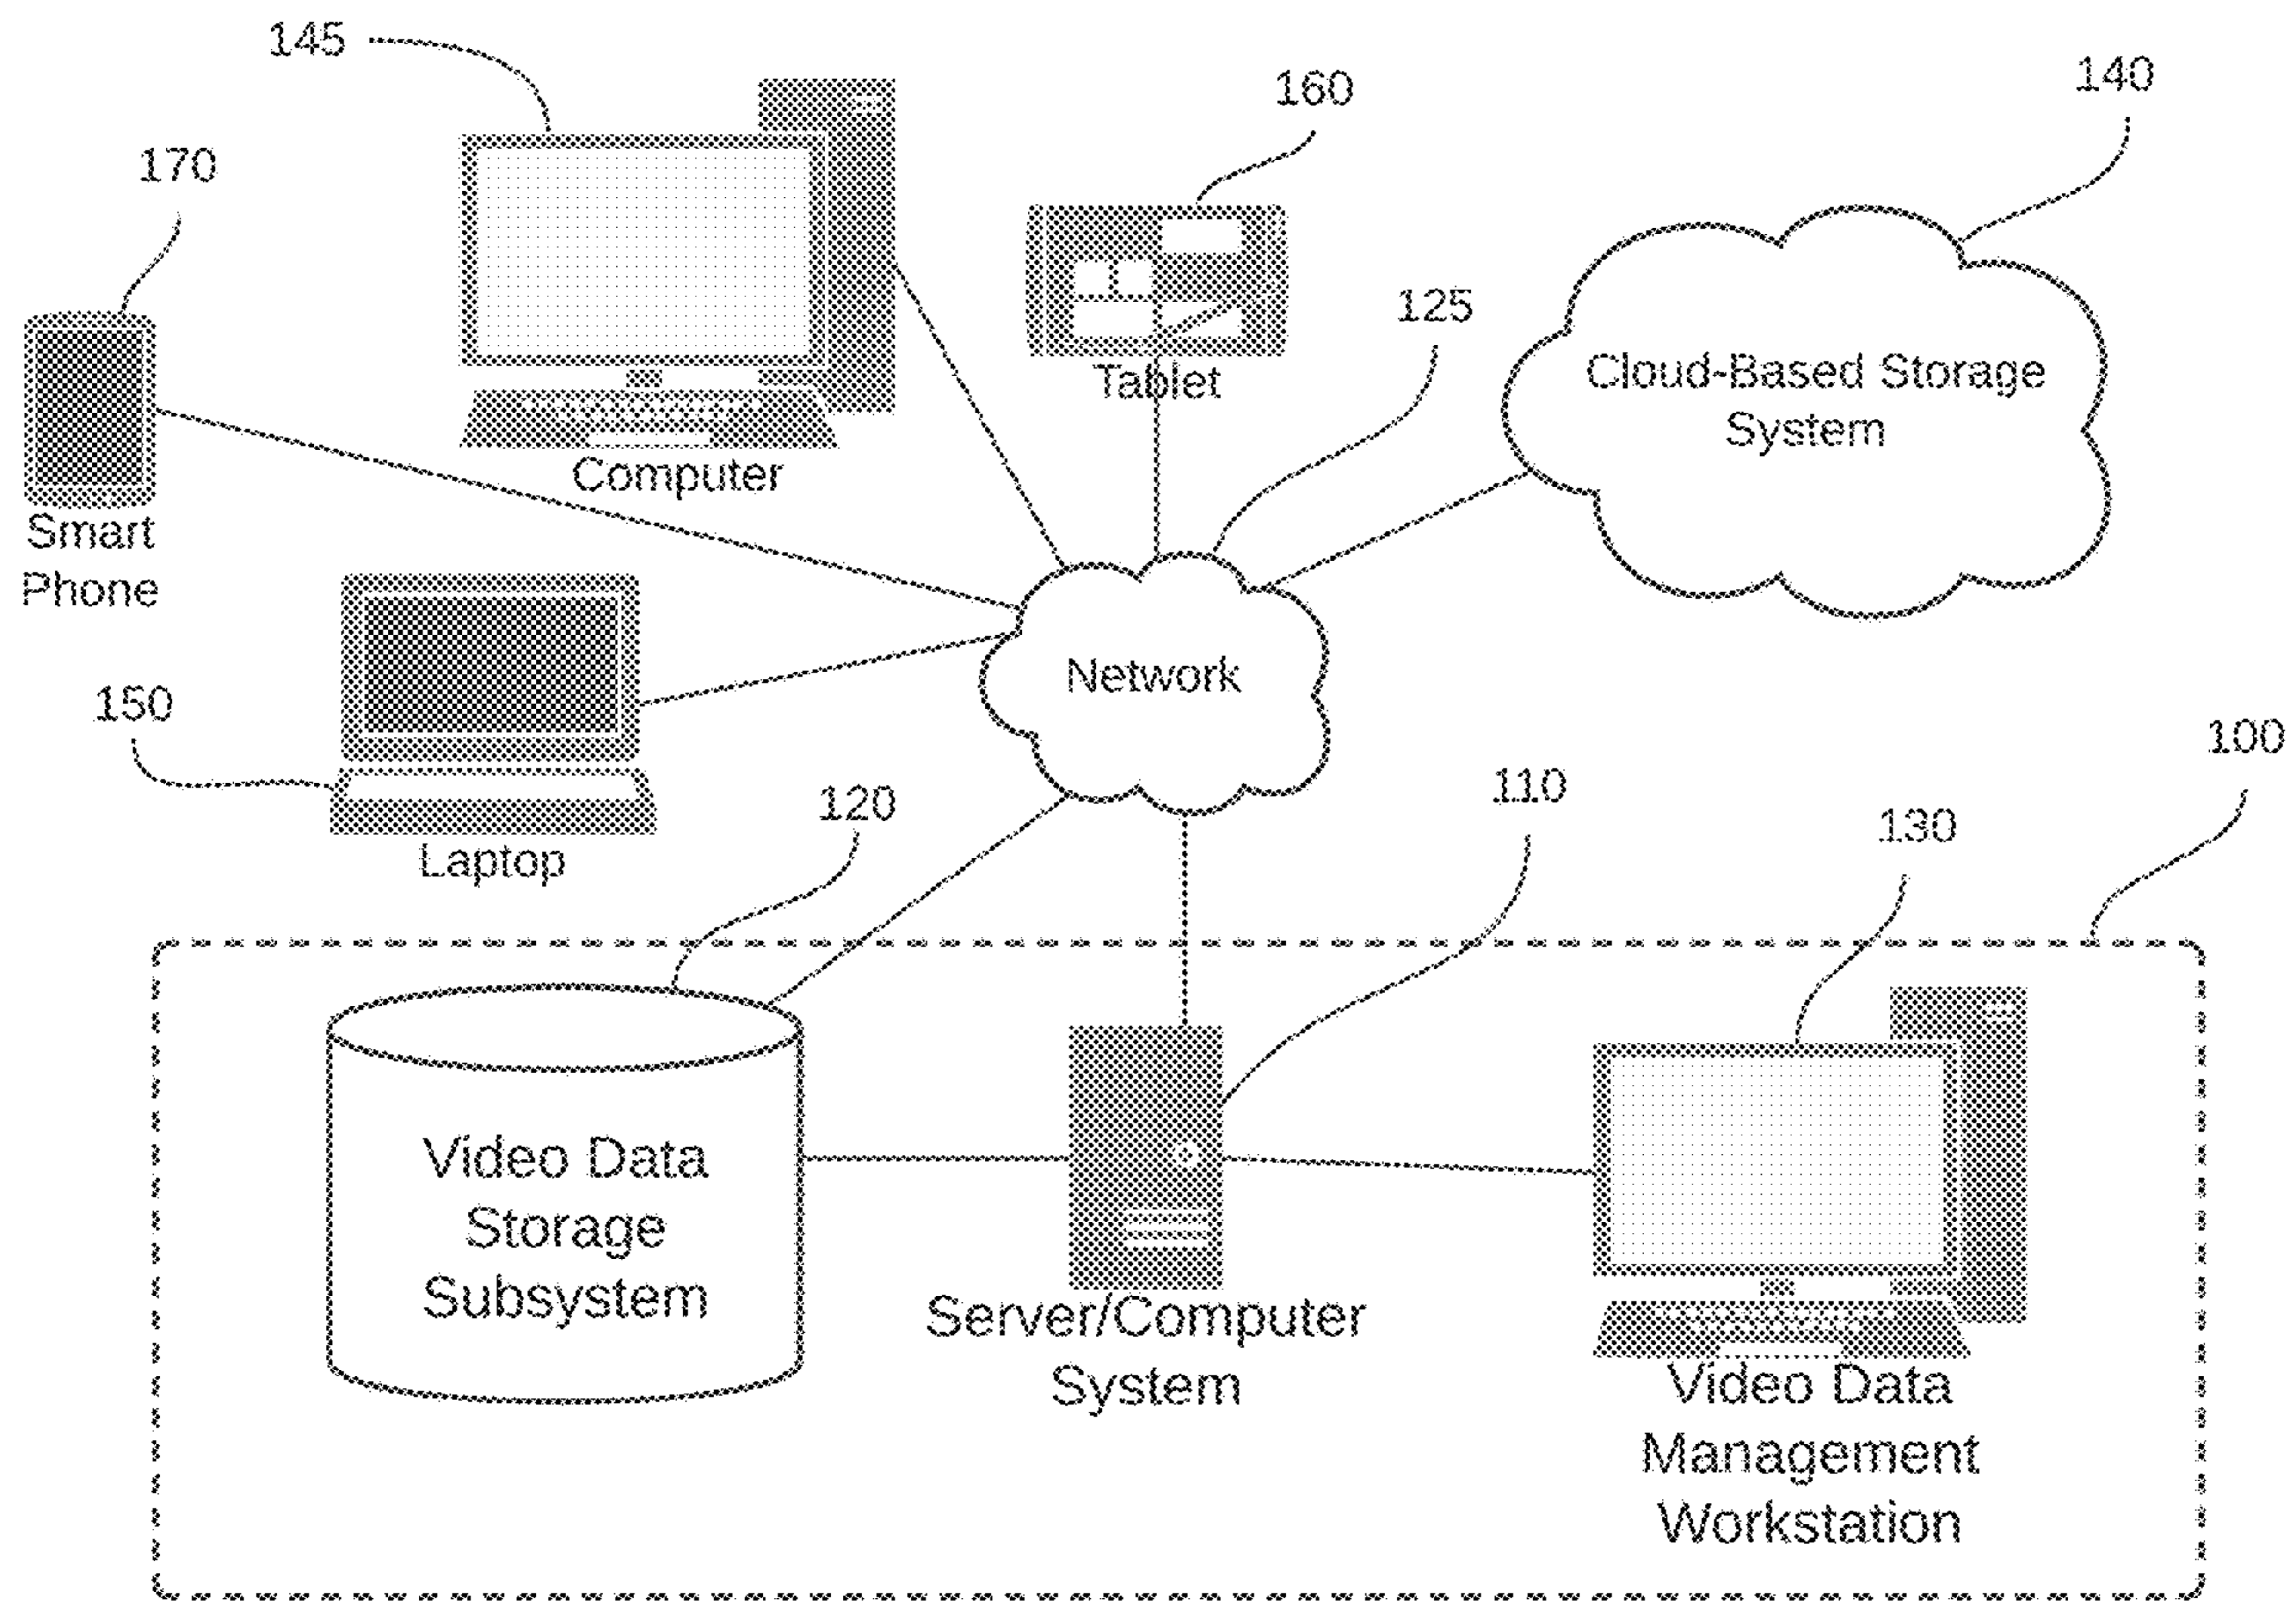 145
160
140
170
125
Cloud-Based Storage
System
Tablet
Computer
Smart
Phone
Network
150
100
110
120
130
Laptop
Video Data
Storage
Subsystem
Server/Computer
System
Video Data
Management
Workstation